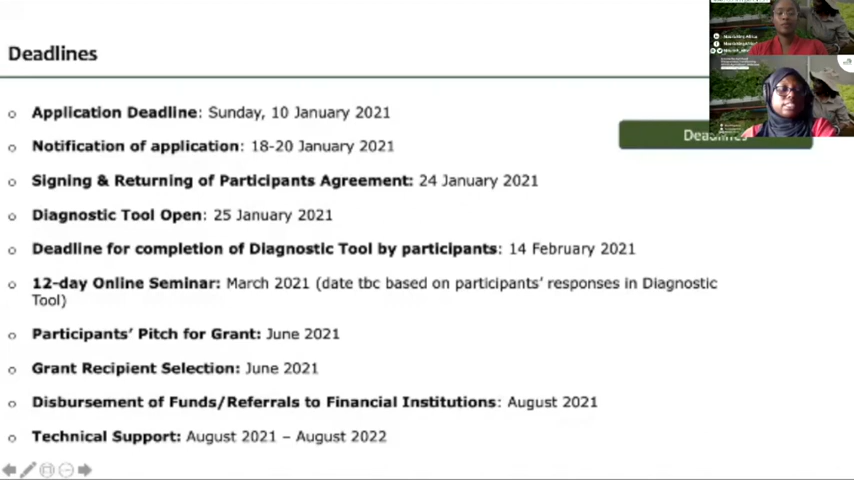 Deadlines
Deadlines
o Application Deadline: Sunday, 10 January 2021
o Notification of application: 18-20 January 2021
o Signing & Returning of Participants Agreement: 24 January 2021
o Diagnostic Tool Open: 25 January 2021
o Deadline for completion of Diagnostic Tool by participants: 14 February 2021
o 12-day Online Seminar: March 2021 (date tbc based on participants' responses in Diagnostic
Tool)
o Participants' Pitch for Grant: June 2021
o Grant Recipient Selection: June 2021
o Disbursement of Funds/Referrals to Financial Institutions: August 2021
o Technical Support: August 2021 – August 2022